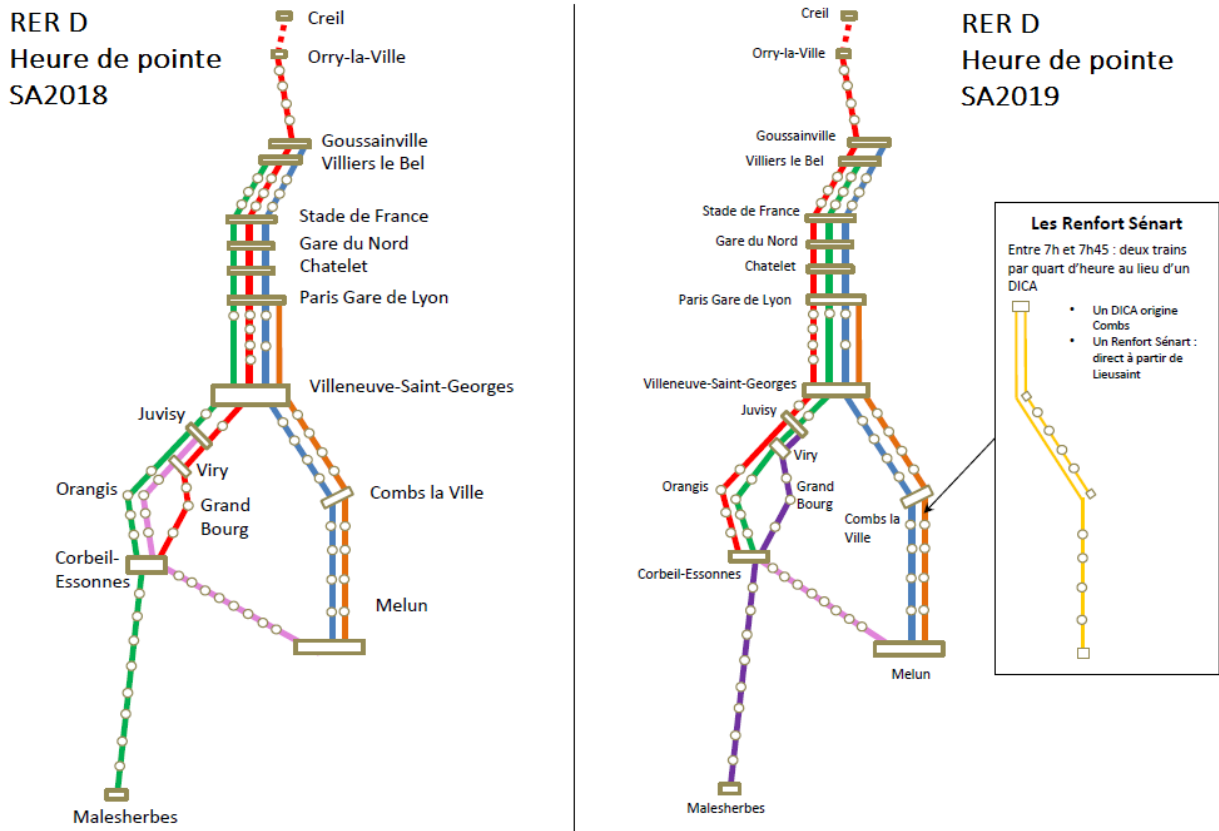 RER D
Heure de pointe
SA2018
Creil
Orry-la-Ville
Goussainville
Villiers le Bel
Stade de France
Gare du Nord
Chatelet
Paris Gare de Lyon
Villeneuve-Saint-Georges
Juvisy
Viry
Orangis
Grand
Bourg
Combs la Ville
Corbeil-
Essonnes
Melun
Malesherbes
RER D
Heure de pointe
SA2019
Creil
Orry-la-Ville
Goussainville
Villiers le Bel
Stade de France
Gare du Nord
Chatelet
Paris Gare de Lyon
Villeneuve-Saint-Georges
Juvisy
Viry
Orangis
Grand
Bourg
Combs la
Ville
Corbeil-Essonnes
Melun
Malesherbes
Les Renfort Sénart
Entre 7h et 7h45 : deux trains
par quart d'heure au lieu d'un
DICA
• Un DICA origine
Combs
• Un Renfort Sénart :
direct à partir de
Lieusaint